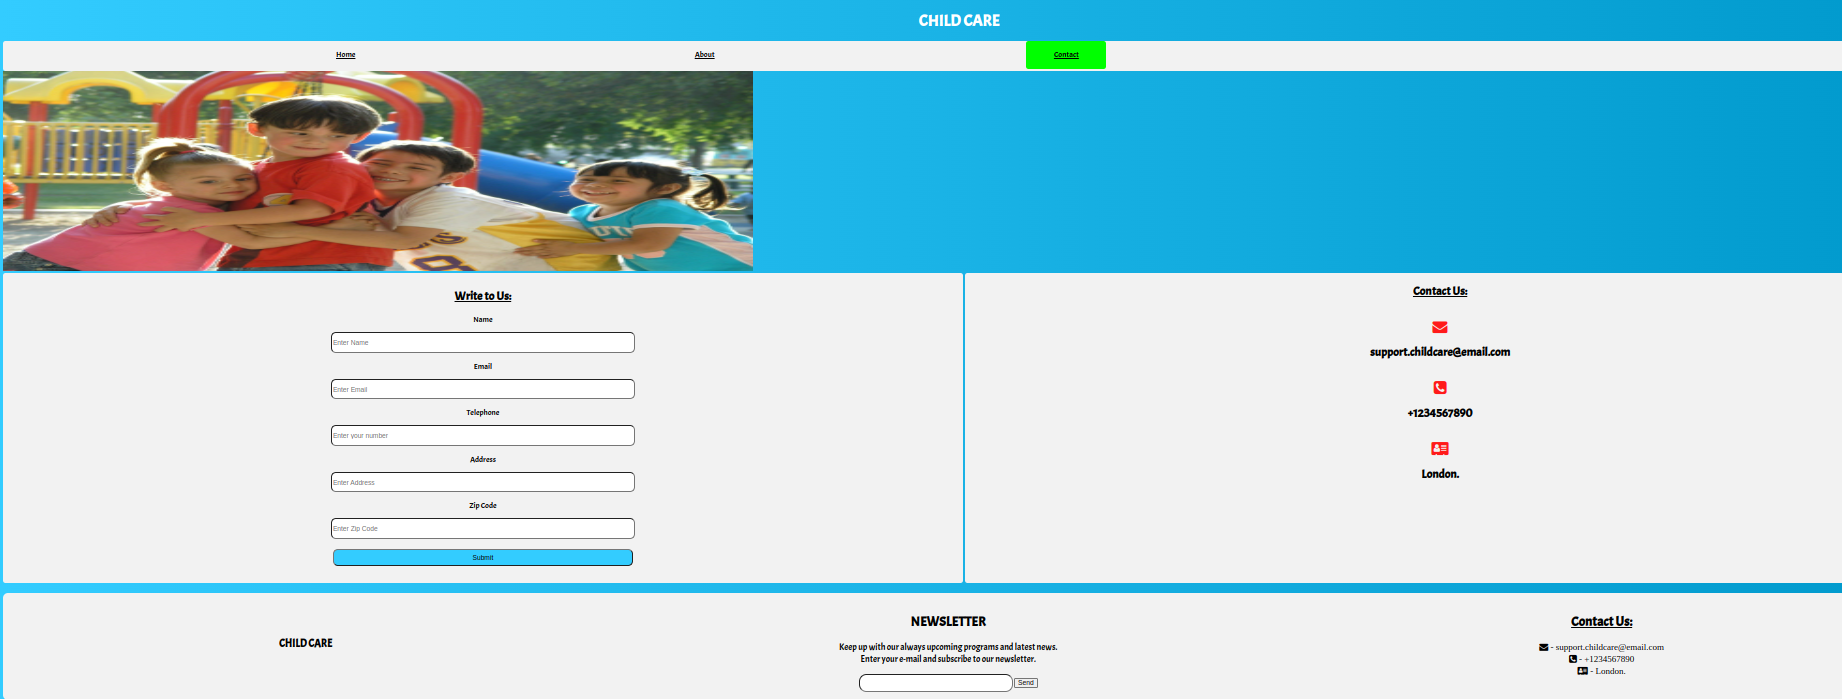 CHILD CARE
Home
About
Contact
Write to Us:
Name
Enter Name
Email
Enter Email
Telephone
Enter your number
Address
Enter Address
Zip Code
Enter Zip Code
Submit
Contact Us:
support.childcare@email.com
+1234567890
London.
CHILD CARE
NEWSLETTER
Keep up with our always upcoming programs and latest news.
Enter your e-mail and subscribe to our newsletter.
Send
Contact Us:
- support.childcare@email.com
- +1234567890
- London.